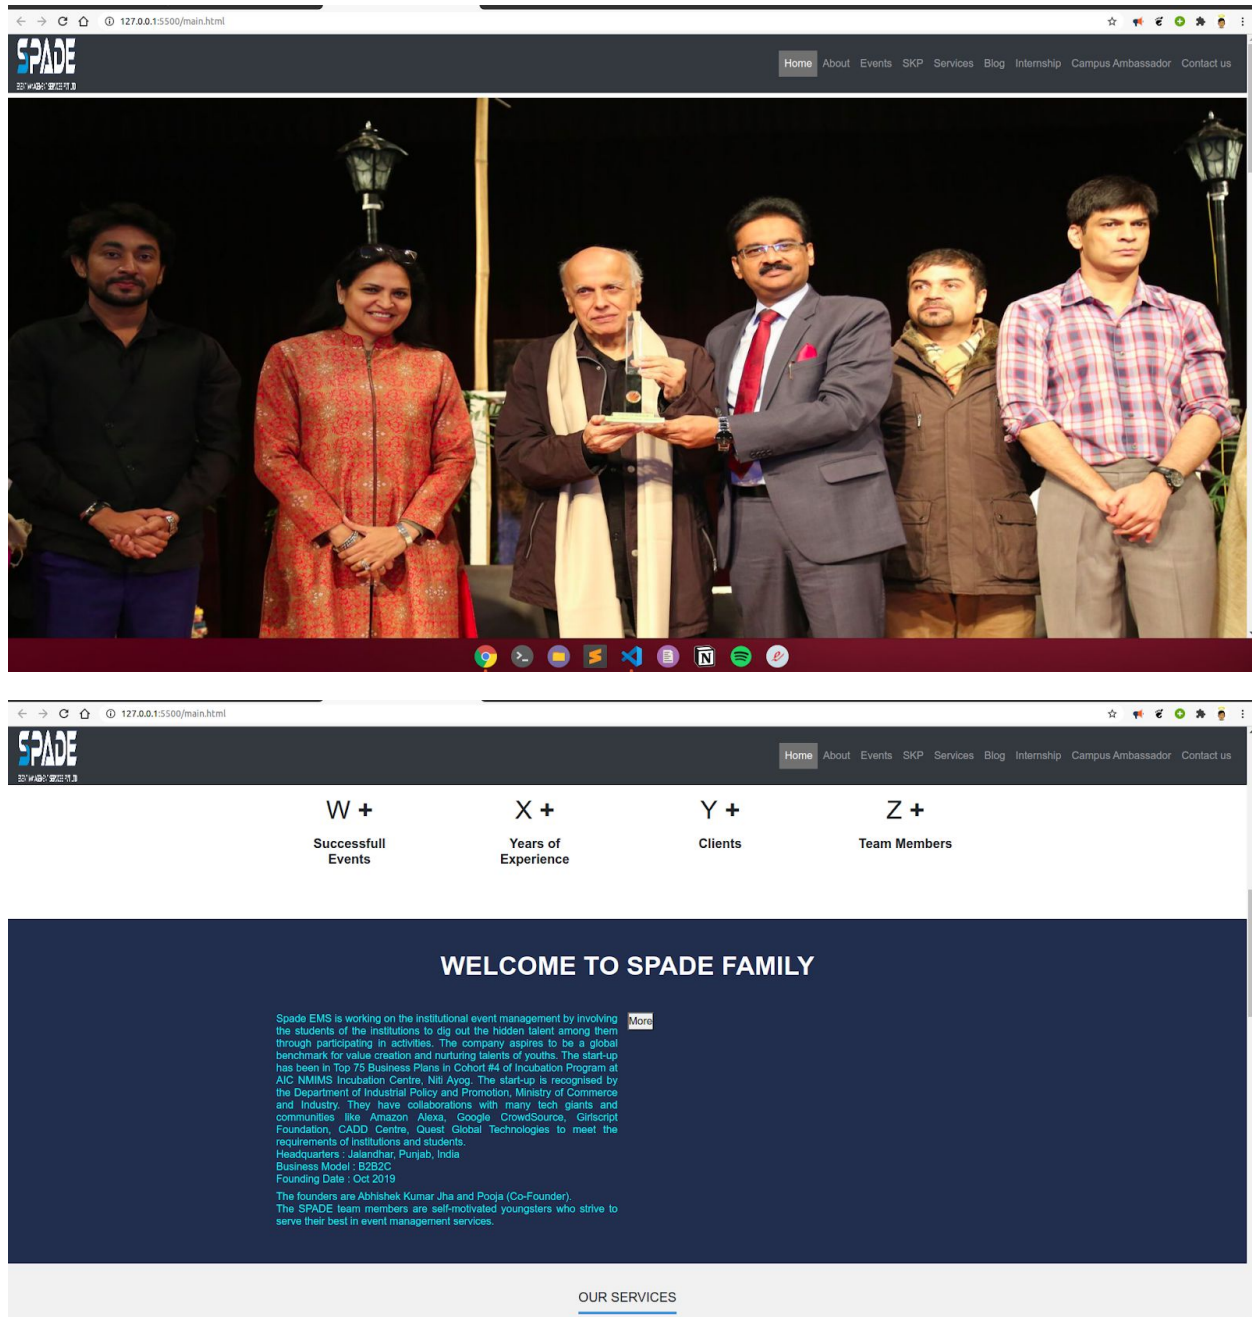 127.0.0.1:5500/main.html
SPADE
Home About Events SKP Services Blog Internship Campus Ambassador Contact us
127.0.0.1:5500/main.html
SPADE
Home About Events SKP Services Blog Internship Campus Ambassador Contact us
W + X + Y + Z +
Successfull Years of Clients Team Members
Events Experience
WELCOME TO SPADE FAMILY
Spade EMS is working on the institutional event management by involving More
the students of the institutions to dig out the hidden talent among them
through participating in activities. The company aspires to be a global
benchmark for value creation and nurturing talents of youths. The start-up
has been in Top 75 Business Plans in Cohort #4 of Incubation Program at
AIC NMIMS Incubation Centre, Niti Ayog. The start-up is recognised by
the Department of Industrial Policy and Promotion, Ministry of Commerce
and Industry. They have collaborations with many tech giants and
communities like Amazon Alexa, Google CrowdSource, Girlscript
Foundation, CADD Centre, Quest Global Technologies to meet the
requirements of institutions and students.
Headquarters : Jalandhar, Punjab, India
Business Model : B2B2C
Founding Date : Oct 2019
The founders are Abhishek Kumar Jha and Pooja (Co-Founder).
The SPADE team members are self-motivated youngsters who strive to
serve their best in event management services.
OUR SERVICES